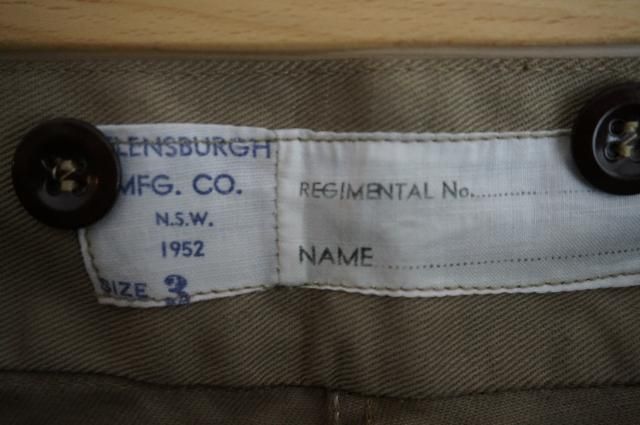 LENSBURGH
MFG. CO.
N.S.W.
1952
SIZE 3
REGIMENTAL No.
NAME